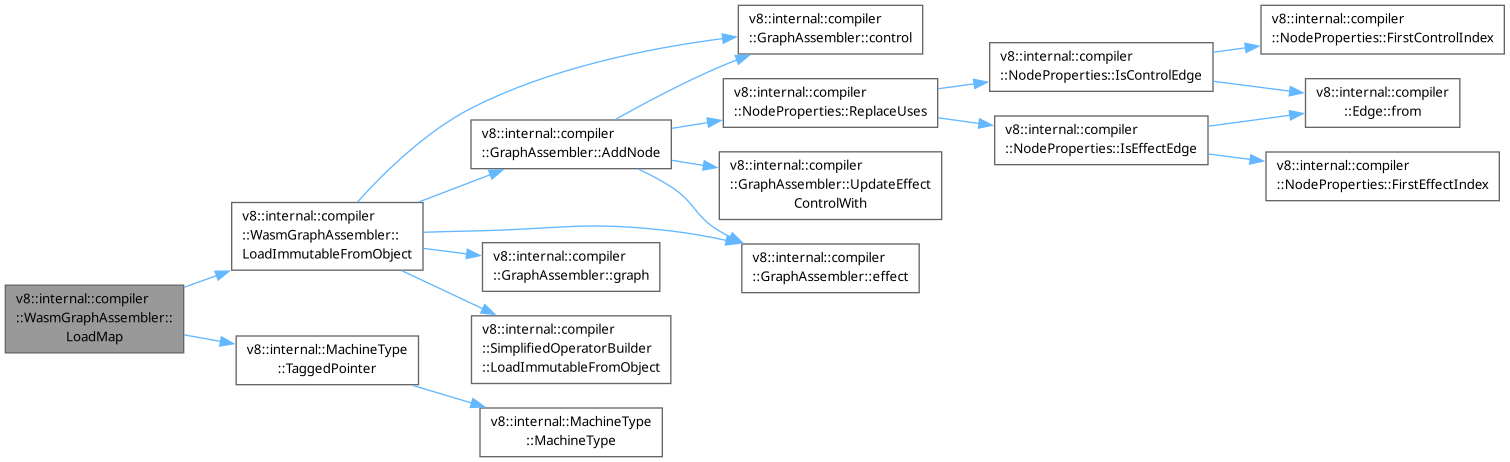 v8::internal::compiler
::WasmGraphAssembler::
LoadMap
v8::internal::compiler
::WasmGraphAssembler::
LoadImmutableFromObject
v8::internal::MachineType
::TaggedPointer
v8::internal::compiler
::GraphAssembler::AddNode
v8::internal::compiler
::GraphAssembler::graph
v8::internal::compiler
::SimplifiedOperatorBuilder
::LoadImmutableFromObject
v8::internal::MachineType
::MachineType
v8::internal::compiler
::GraphAssembler::control
v8::internal::compiler
::NodeProperties::ReplaceUses
v8::internal::compiler
::GraphAssembler::UpdateEffect
ControlWith
v8::internal::compiler
::GraphAssembler::effect
v8::internal::compiler
::NodeProperties::IsControlEdge
v8::internal::compiler
::NodeProperties::IsEffectEdge
v8::internal::compiler
::NodeProperties::FirstControlIndex
v8::internal::compiler
::Edge::from
v8::internal::compiler
::NodeProperties::FirstEffectIndex